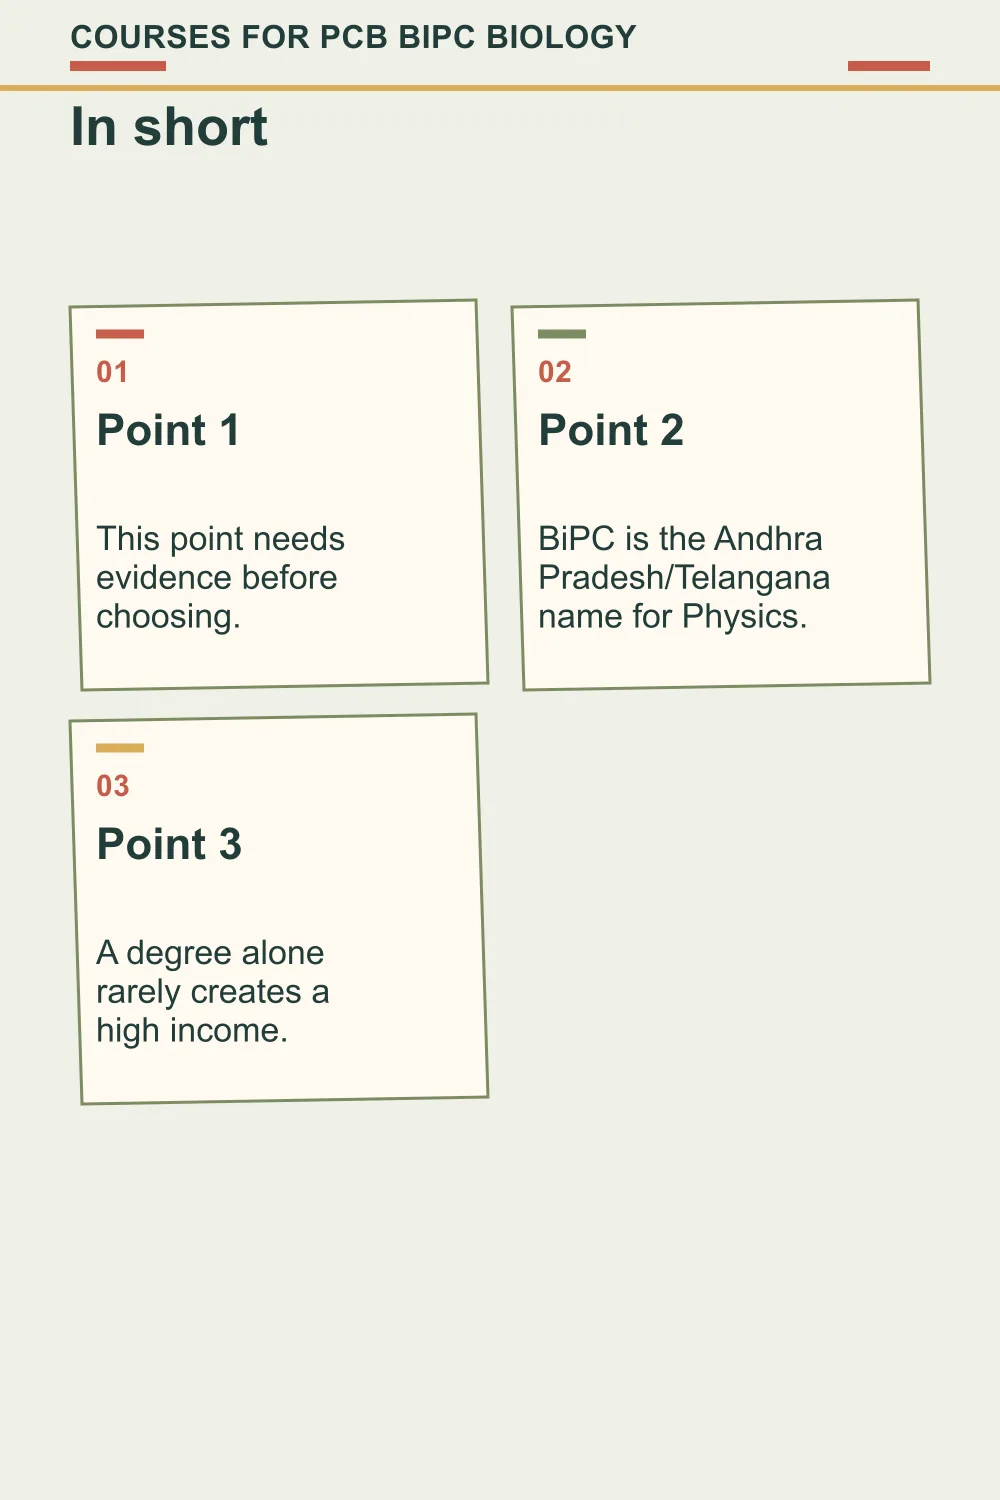 COURSES FOR PCB BIPC BIOLOGY
In short
01
Point 1
This point needs
evidence before
choosing.
02
Point 2
BiPC is the Andhra
Pradesh/Telangana
name for Physics.
03
Point 3
A degree alone
rarely creates a
high income.